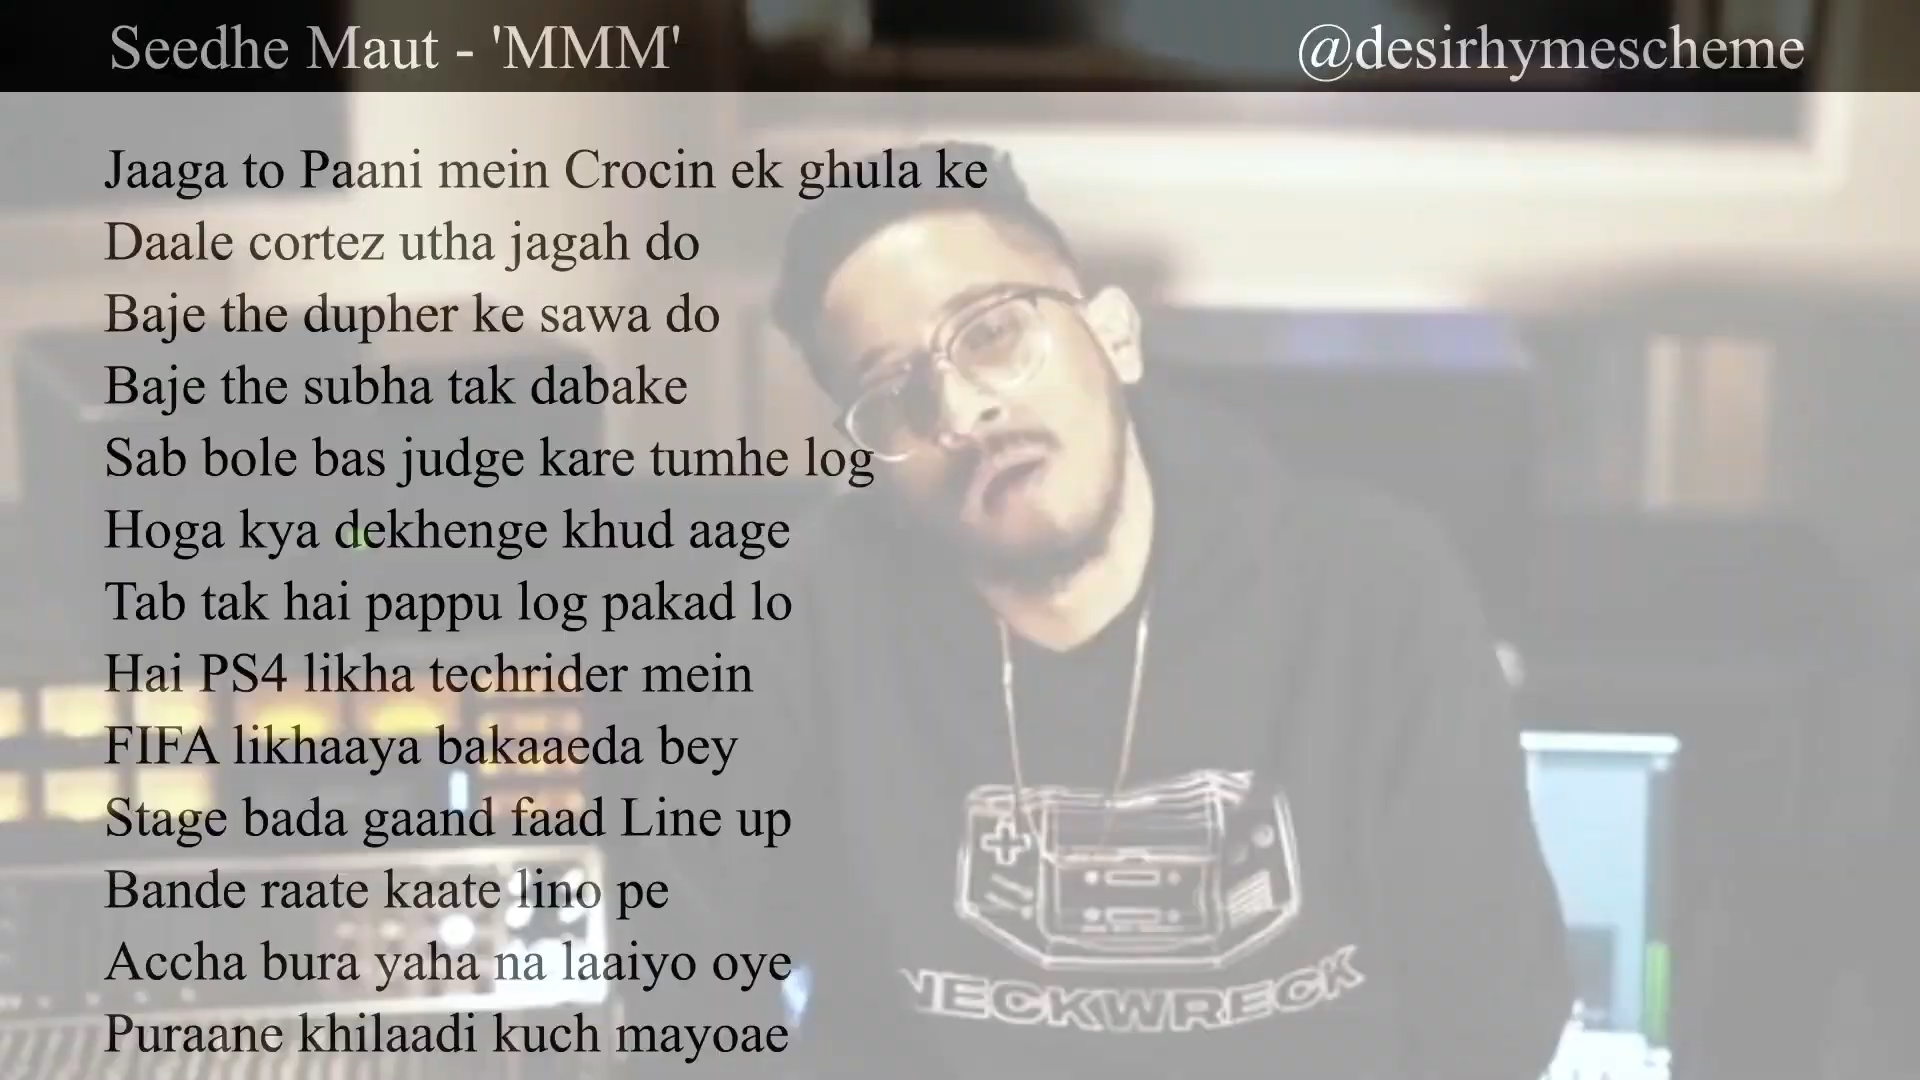 Seedhe Maut - 'MMM'
@desirhymescheme
Jaaga to Paani mein Crocin ek ghula ke
Daale cortez utha jagah do
Baje the dupher ke sawa do
Baje the subha tak dabake
Sab bole bas judge kare tumhe log
Hoga kya dekhenge khud aage
Tab tak hai pappu log pakad lo
Hai PS4 likha techrider mein
FIFA likhaaya bakaaeda bey
Stage bada gaand faad Line up
Bande raate kaate lino pe
Accha bura yaha na laaiyo oye
Puraane khilaadi kuch mayoae
NECKWRECK